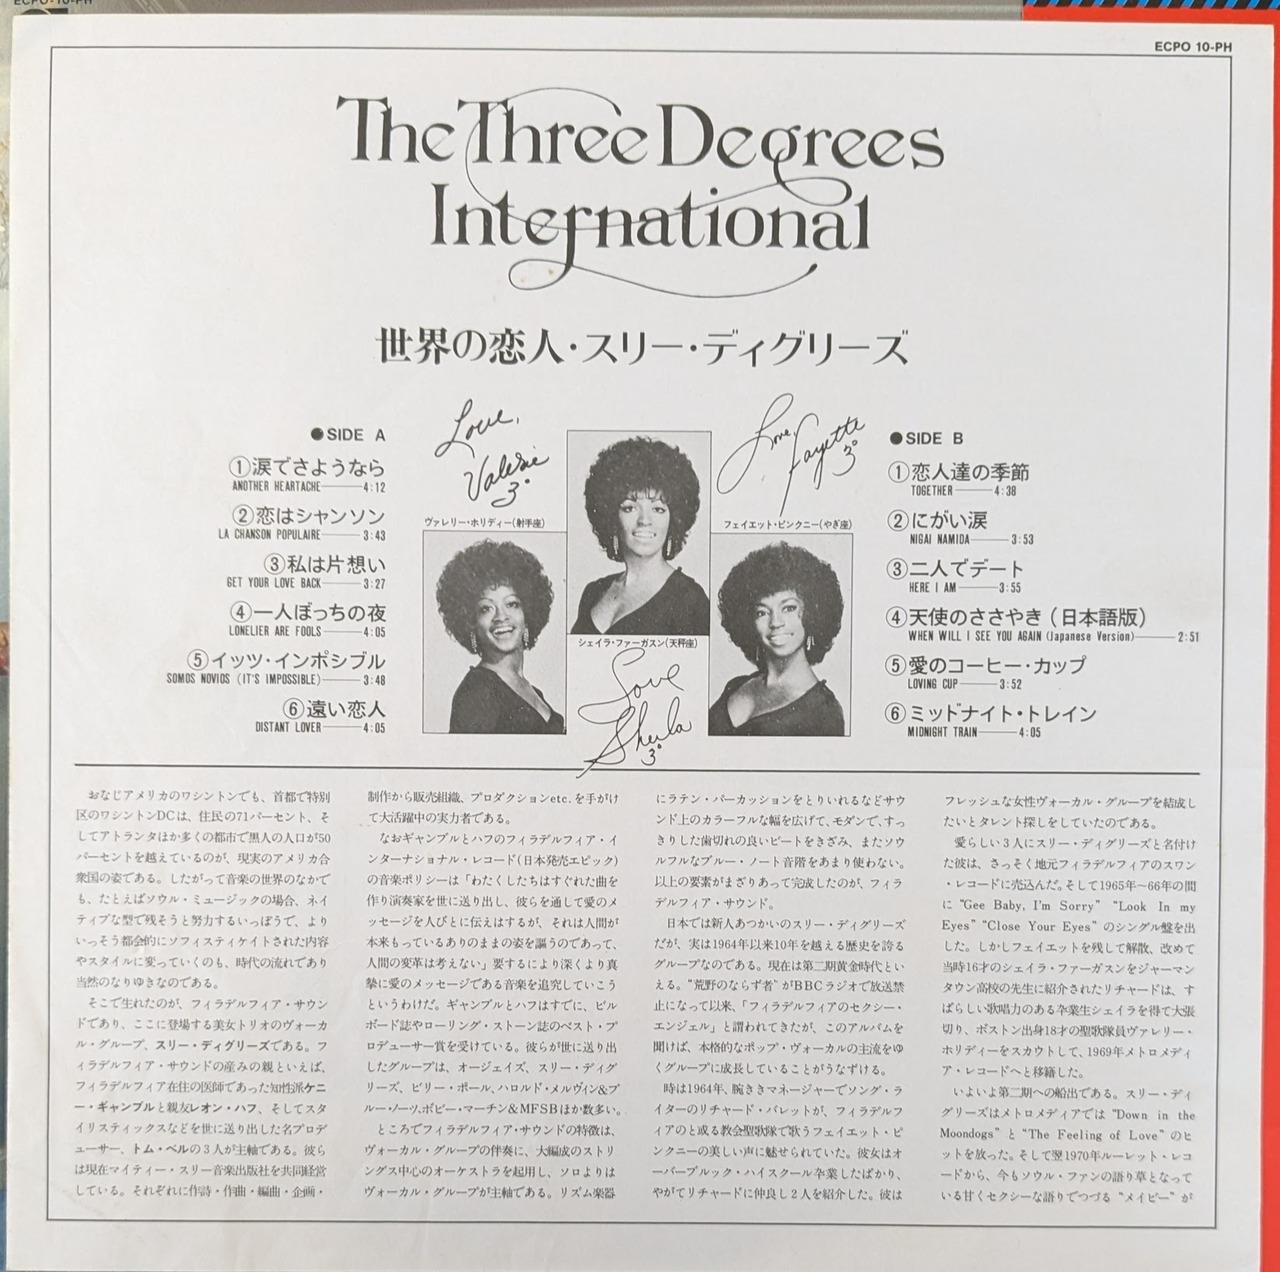 ECPO-10-PH
ECPO 10-PH
The Three Degrees
International
世界の恋人・スリー・ディグリーズ
●SIDE A
①涙でさようなら
ANOTHER HEARTACHE——4:12
②恋はシャンソン
LA CHANSON POPULAIRE——3:43
③私は片想い
GET YOUR LOVE BACK——3:27
④一人ぼっちの夜
LONELIER ARE FOOLS——4:05
⑤イッツ・インポシブル
SOMOS NOVIOS (IT'S IMPOSSIBLE)——3:48
⑥遠い恋人
DISTANT LOVER——4:05
Love,
Valerie
3°
ヴァレリー・ホリディー(射手座)
シェイラ・ファーガスン(天秤座)
Love
Sheila
3°
Love,
Fayette
3°
フェイエット・ピンクニー(やぎ座)
●SIDE B
①恋人達の季節
TOGETHER——4:38
②にがい涙
NIGAI NAMIDA——3:53
③二人でデート
HERE I AM——3:55
④天使のささやき(日本語版)
WHEN WILL I SEE YOU AGAIN (Japanese Version)——2:51
⑤愛のコーヒー・カップ
LOVING CUP——3:52
⑥ミッドナイト・トレイン
MIDNIGHT TRAIN——4:05
おなじアメリカのワシントンでも、首都で特別
区のワシントンDCは、住民の71パーセント、そ
してアトランタほか多くの都市で黒人の人口が50
パーセントを越えているのが、現実のアメリカ合
衆国の姿である。したがって音楽の世界のなかで
も、たとえばソウル・ミュージックの場合、ネイ
ティブな型で残そうと努力するいっぽうで、より
いっそう都会的にソフィスティケイトされた内容
やスタイルに変っていくのも、時代の流れであり
当然のなりゆきなのである。
そこで生れたのが、フィラデルフィア・サウン
ドであり、ここに登場する美女トリオのヴォーカ
ル・グループ、スリー・ディグリーズである。フ
ィラデルフィア・サウンドの産みの親といえば、
フィラデルフィア在住の医師であった知性派ケニ
ー・ギャンブルと親友レオン・ハフ、そしてスタ
イリスティックスなどを世に送り出した名プロデ
ューサー、トム・ベルの3人が主軸である。彼ら
は現在マイティー・スリー音楽出版社を共同経営
している。それぞれに作詩・作曲・編曲・企画・
制作から販売組織、プロダクションetc.を手がけ
て大活躍中の実力者である。
なおギャンブルとハフのフィラデルフィア・イ
ンターナショナル・レコード(日本発売エピック)
の音楽ポリシーは「わたくしたちはすぐれた曲を
作り演奏家を世に送り出し、彼らを通して愛のメ
ッセージを人びとに伝えはするが、それは人間が
本来もっているありのままの姿を謳うのであって、
人間の変革は考えない」要するにより深くより真
摯に愛のメッセージである音楽を追究していこう
というわけだ。ギャンブルとハフはすでに、ビル
ボード誌やローリング・ストーン誌のベスト・プ
ロデューサー賞を受けている。彼らが世に送り出
したグループは、オージェイズ、スリー・ディグ
リーズ、ビリー・ポール、ハロルド・メルヴィン&ブ
ルー・ノーツ、ボビー・マーチン&MFSBほか数多い。
ところでフィラデルフィア・サウンドの特徴は、
ヴォーカル・グループの伴奏に、大編成のストリ
ングス中心のオーケストラを起用し、ソロよりは
ヴォーカル・グループが主軸である。リズム楽器
にラテン・パーカッションをとりいれるなどサウ
ンド上のカラーフルな幅を広げて、モダンで、すっ
きりした歯切れの良いビートをきざみ、またソウ
ルフルなブルー・ノート音階をあまり使わない。
以上の要素がまざりあって完成したのが、フィラ
デルフィア・サウンド。
日本では新人あつかいのスリー・ディグリーズ
だが、実は1964年以来10年を越える歴史を誇る
グループなのである。現在は第二期黄金時代とい
える。“荒野のならず者”がBBCラジオで放送禁
止になって以来、「フィラデルフィアのセクシー・
エンジェル」と謂われてきたが、このアルバムを
聞けば、本格的なポップ・ヴォーカルの主流をゆ
くグループに成長していることがうなずける。
時は1964年、腕ききマネージャーでソング・ラ
イターのリチャード・バレットが、フィラデルフ
ィアのと或る教会聖歌隊で歌うフェイエット・ピ
ンクニーの美しい声に魅せられていた。彼女はオ
ーバーブルック・ハイスクール卒業したばかり、
やがてリチャードに仲良し2人を紹介した。彼は
フレッシュな女性ヴォーカル・グループを結成し
たいとタレント探しをしていたのである。
愛らしい3人にスリー・ディグリーズと名付け
た彼は、さっそく地元フィラデルフィアのスワン
・レコードに売込んだ。そして1965年〜66年の間
に“Gee Baby, I'm Sorry” “Look In my
Eyes” “Close Your Eyes” のシングル盤を出
した。しかしフェイエットを残して解散、改めて
当時16才のシェイラ・ファーガスンをジャーマン
タウン高校の先生に紹介されたリチャードは、す
ばらしい歌唱力のある卒業生シェイラを得て大張
切り、ボストン出身18才の聖歌隊員ヴァレリー・
ホリディーをスカウトして、1969年メトロメディ
ア・レコードへと移籍した。
いよいよ第二期への船出である。スリー・ディ
グリーズはメトロメディアでは “Down in the
Moondogs” と “The Feeling of Love” のヒ
ットを放った。そして翌1970年ルーレット・レコ
ードから、今もソウル・ファンの語り草となって
いる甘くセクシーな語りでつづる “メイビー” が